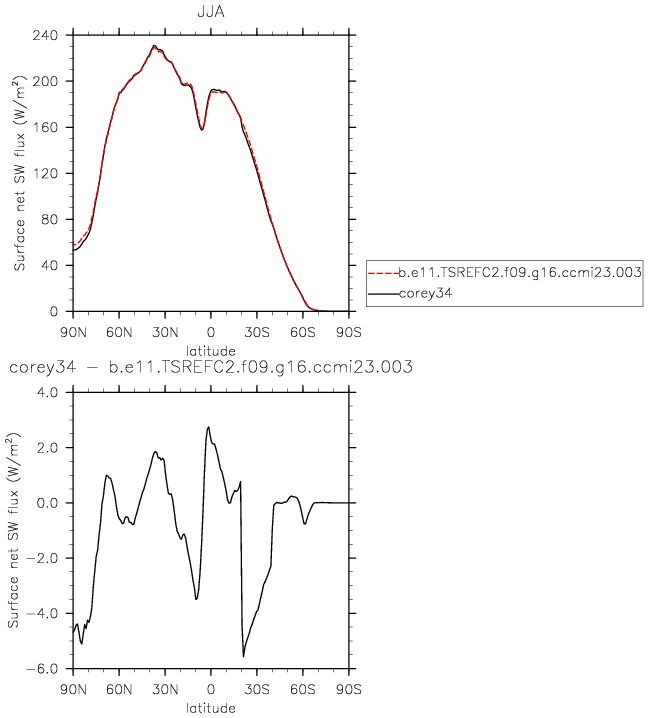 JJA
240
200
160
120
80
40
0
Surface net SW flux (W/m²)
90N 60N 30N 0 30S 60S 90S
latitude
b.e11.TSREFC2.f09.g16.ccmi23.003
corey34
corey34 − b.e11.TSREFC2.f09.g16.ccmi23.003
4.0
2.0
0.0
−2.0
−4.0
−6.0
Surface net SW flux (W/m²)
90N 60N 30N 0 30S 60S 90S
latitude